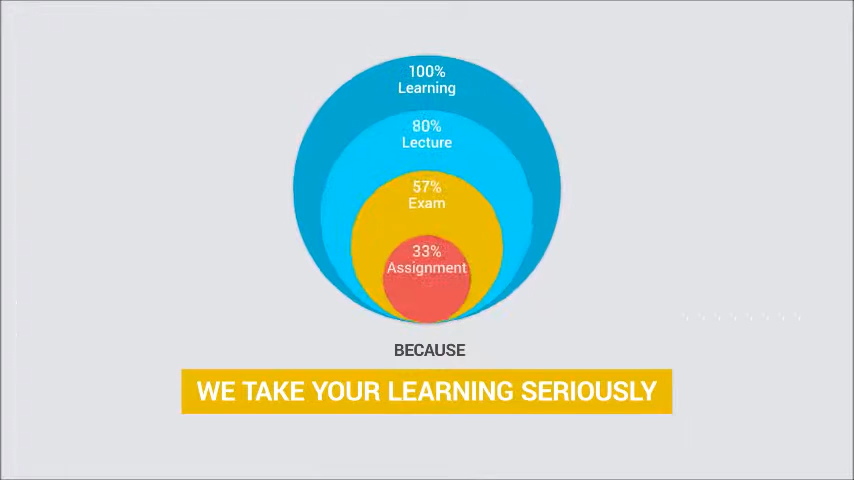 100%
Learning
80%
Lecture
57%
Exam
33%
Assignment
BECAUSE
WE TAKE YOUR LEARNING SERIOUSLY